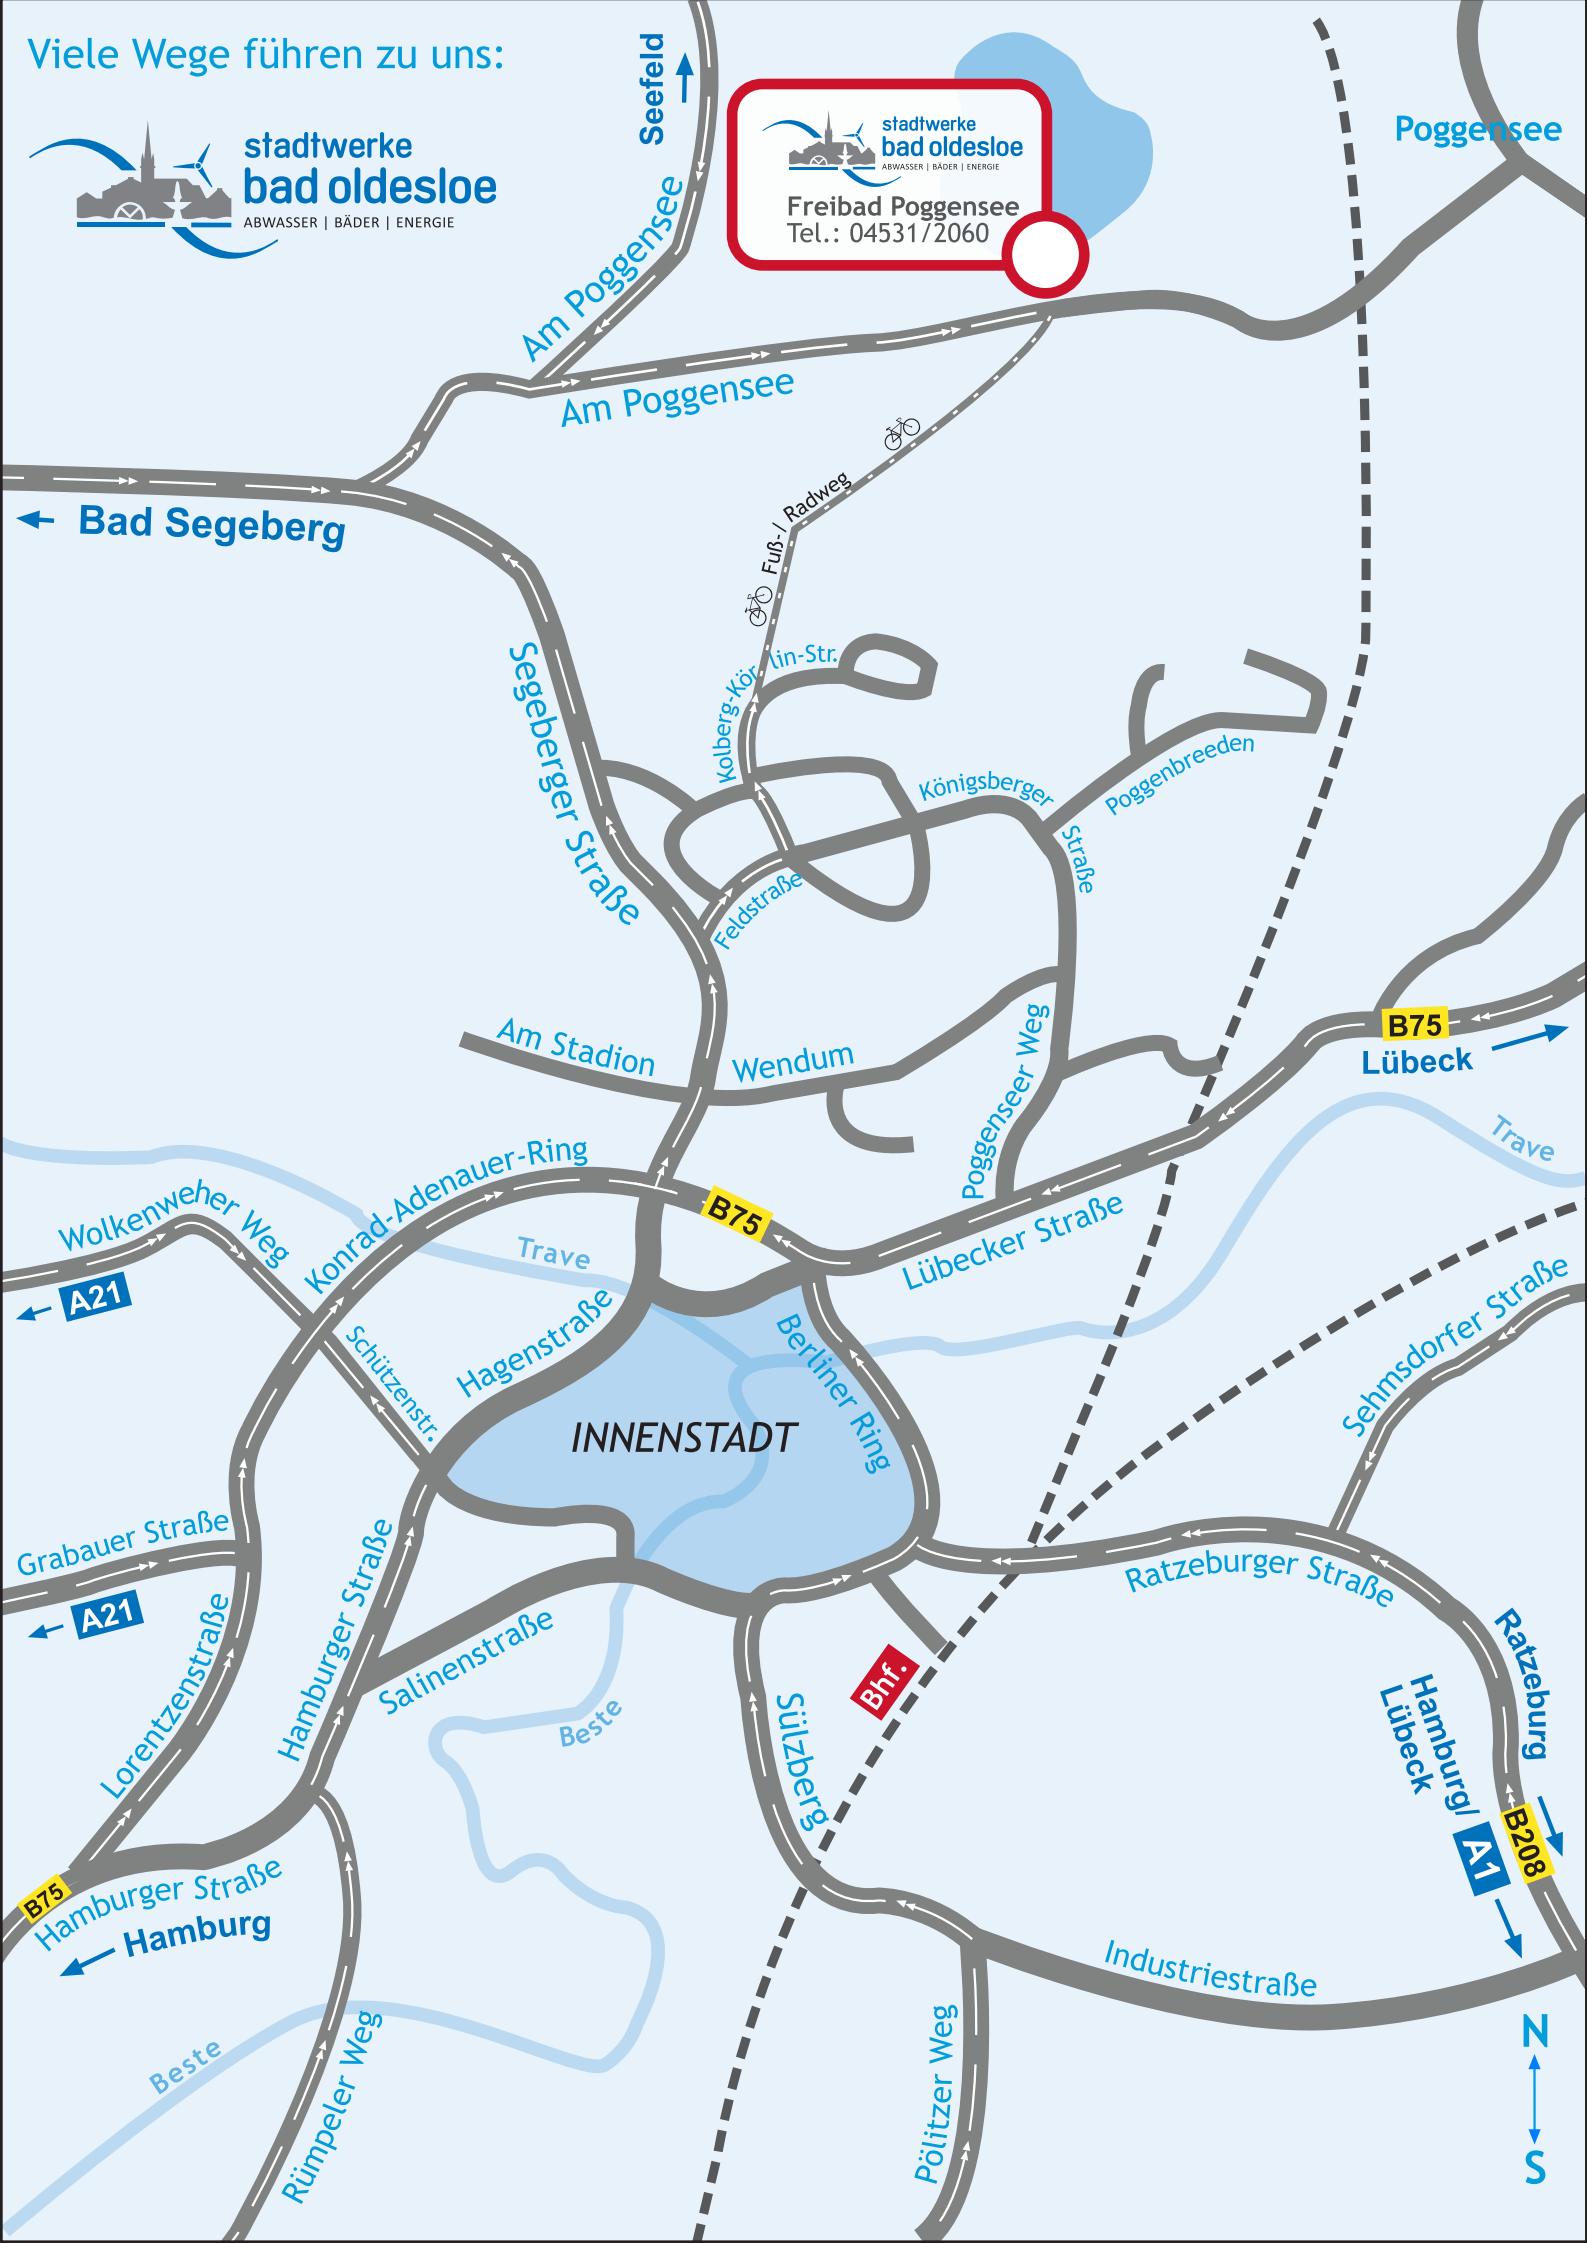 Viele Wege führen zu uns:
stadtwerke
bad oldesloe
ABWASSER | BÄDER | ENERGIE
Seefeld
stadtwerke
bad oldesloe
ABWASSER | BÄDER | ENERGIE
Freibad Poggensee
Tel.: 04531/2060
Poggensee
Am Poggensee
Am Poggensee
Bad Segeberg
Fuß-/ Radweg
Segeberger Straße
Kolberg-Kör lin-Str.
Königsberger
Straße
Poggenbreeden
Feldstraße
Am Stadion
Wendum
Poggenseer Weg
B75
Lübeck
Trave
Wolkenweher Weg
Konrad-Adenauer-Ring
B75
Trave
Lübecker Straße
A21
Schützenstr.
Hagenstraße
Berliner Ring
Sehmsdorfer Straße
INNENSTADT
Grabauer Straße
A21
Hamburger Straße
Ratzeburger Straße
Lorentzenstraße
Salinenstraße
Bhf.
Beste
Sülzberg
Ratzeburg
Hamburg/
Lübeck
A1
B208
B75
Hamburger Straße
Hamburg
Industriestraße
Beste
Rümpeler Weg
Pölitzer Weg
N
S